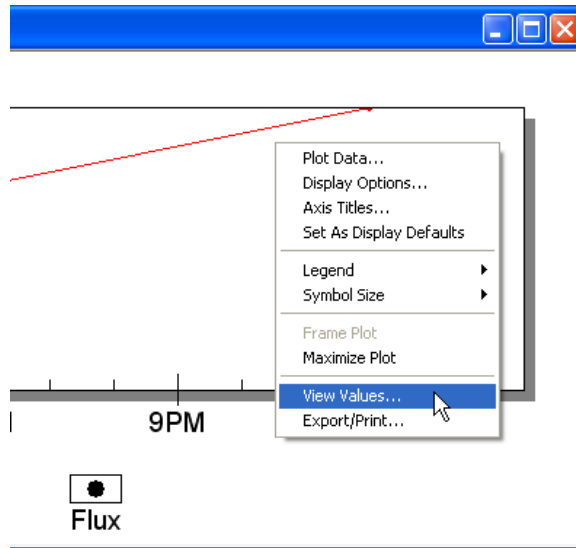 Plot Data...
Display Options...
Axis Titles...
Set As Display Defaults
Legend
Symbol Size
Frame Plot
Maximize Plot
View Values...
Export/Print...
9PM
Flux